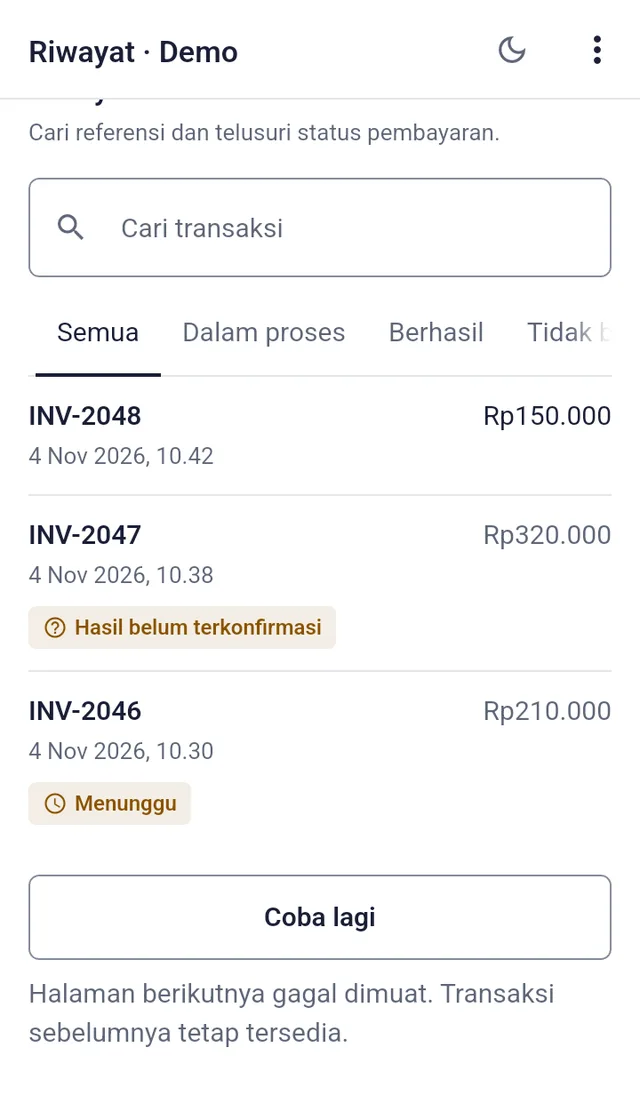 Riwayat · Demo
Cari referensi dan telusuri status pembayaran.
Cari transaksi
Semua Dalam proses Berhasil Tidak
INV-2048 Rp150.000
4 Nov 2026, 10.42
INV-2047 Rp320.000
4 Nov 2026, 10.38
Hasil belum terkonfirmasi
INV-2046 Rp210.000
4 Nov 2026, 10.30
Menunggu
Coba lagi
Halaman berikutnya gagal dimuat. Transaksi
sebelumnya tetap tersedia.